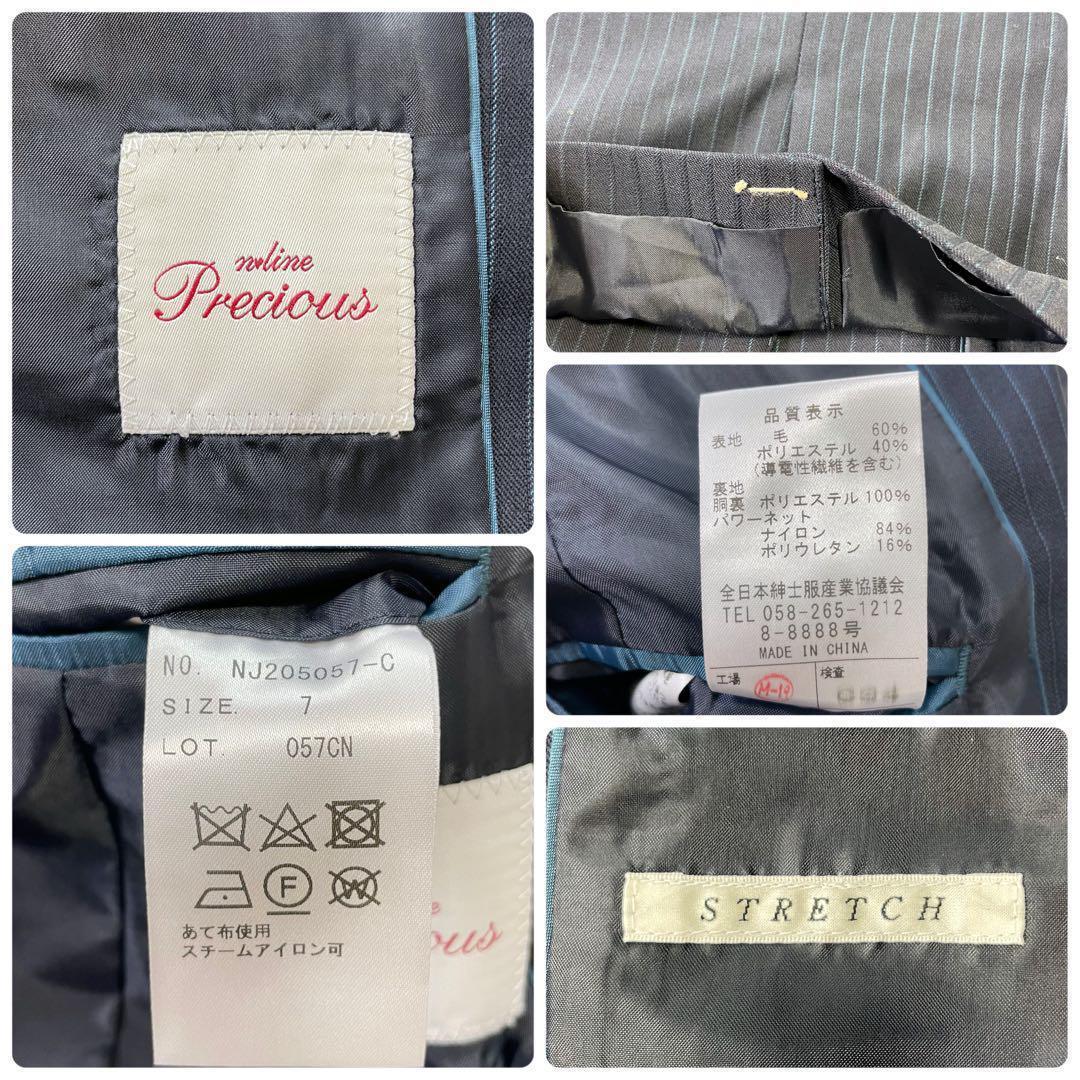 n♥line
Precious
品質表示
表地 毛 60%
ポリエステル 40%
(導電性繊維を含む)
裏地
胴裏 ポリエステル 100%
パワーネット
ナイロン 84%
ポリウレタン 16%
全日本紳士服産業協議会
TEL 058-265-1212
8-8888号
MADE IN CHINA
工場 M-19 検査
NO. NJ205057-C
SIZE. 7
LOT. 057CN
F
W
あて布使用
スチームアイロン可
STRETCH